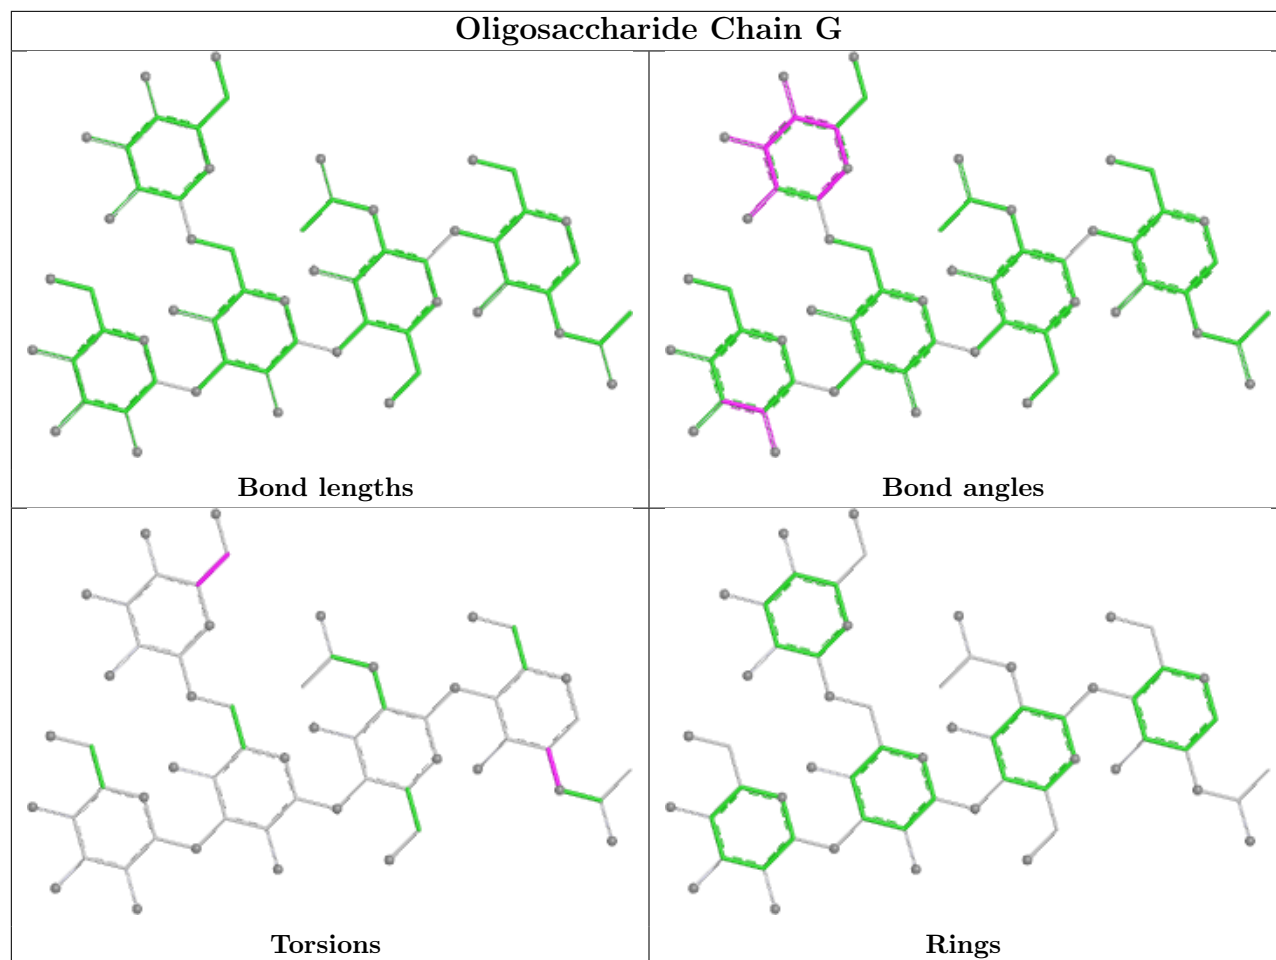 Oligosaccharide Chain G
Bond lengths
Bond angles
Torsions
Rings